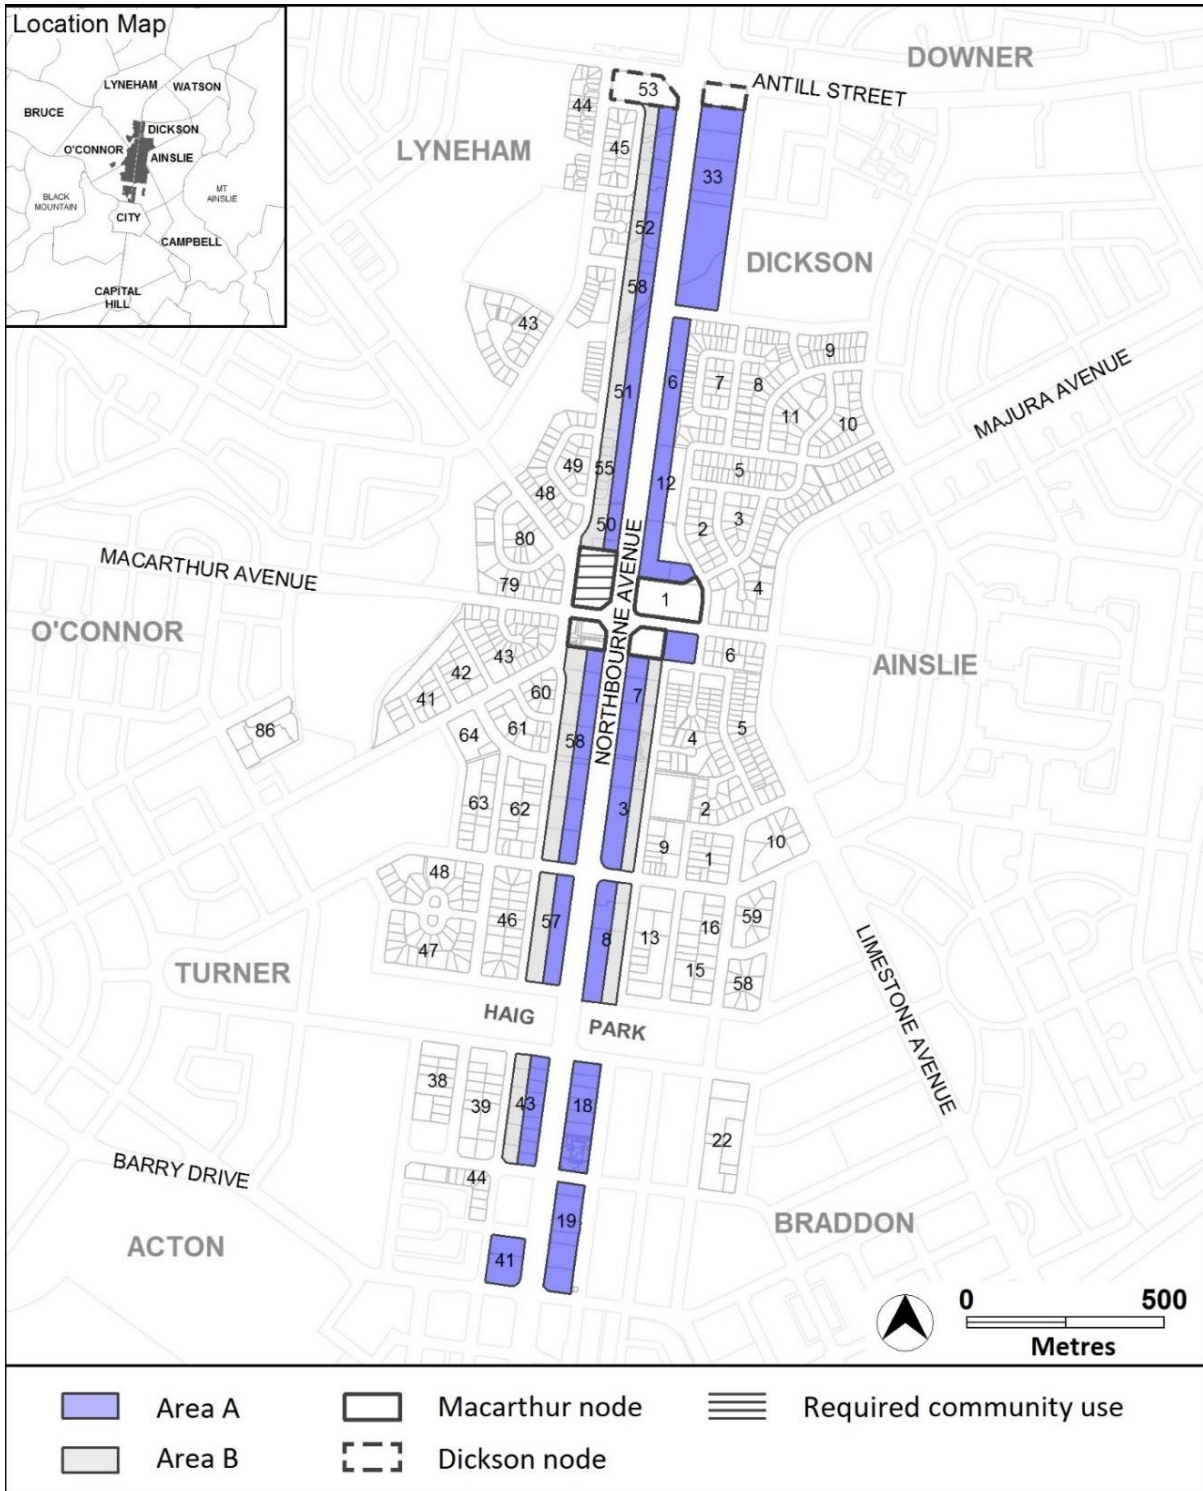 Location Map
LYNEHAM
WATSON
BRUCE
DICKSON
O'CONNOR
AINSLIE
BLACK
MOUNTAIN
MT
AINSLIE
CITY
CAMPBELL
CAPITAL
HILL
DOWNER
ANTILL STREET
53
44
LYNEHAM
45
33
52
DICKSON
58
43
9
51
6
7
8
MAJURA AVENUE
11
10
49
55
5
48
12
50
2
3
80
MACARTHUR AVENUE
79
4
1
NORTHBOURNE AVENUE
O'CONNOR
43
6
AINSLIE
42
41
60
7
86
64
61
58
4
5
63
62
3
2
9
1
10
48
46
57
8
13
16
59
47
15
58
TURNER
LIMESTONE AVENUE
HAIG
PARK
38
39
43
18
22
BARRY DRIVE
44
19
BRADDON
ACTON
41
0
500
Metres
Area A
Macarthur node
Required community use
Area B
Dickson node